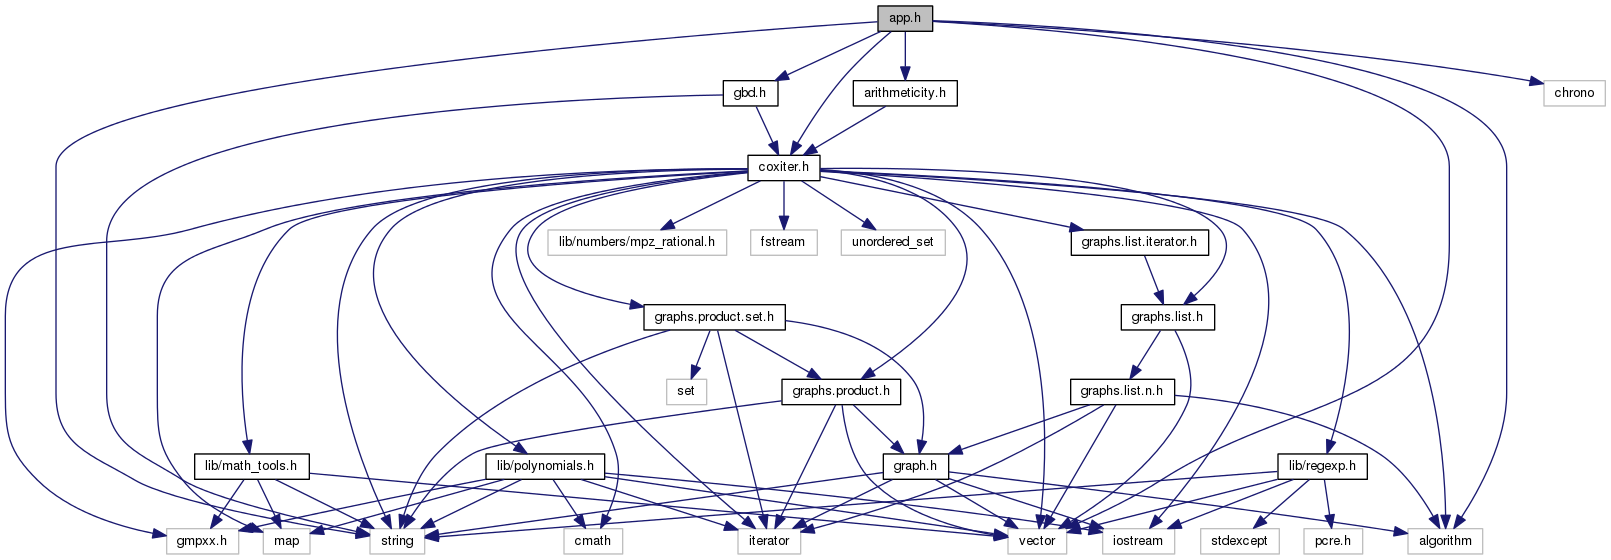 app.h
gbd.h
arithmeticity.h
chrono
coxiter.h
lib/numbers/mpz_rational.h
fstream
unordered_set
graphs.list.iterator.h
graphs.product.set.h
graphs.list.h
set
graphs.product.h
graphs.list.n.h
lib/math_tools.h
lib/polynomials.h
graph.h
lib/regexp.h
gmpxx.h
map
string
cmath
iterator
vector
iostream
stdexcept
pcre.h
algorithm